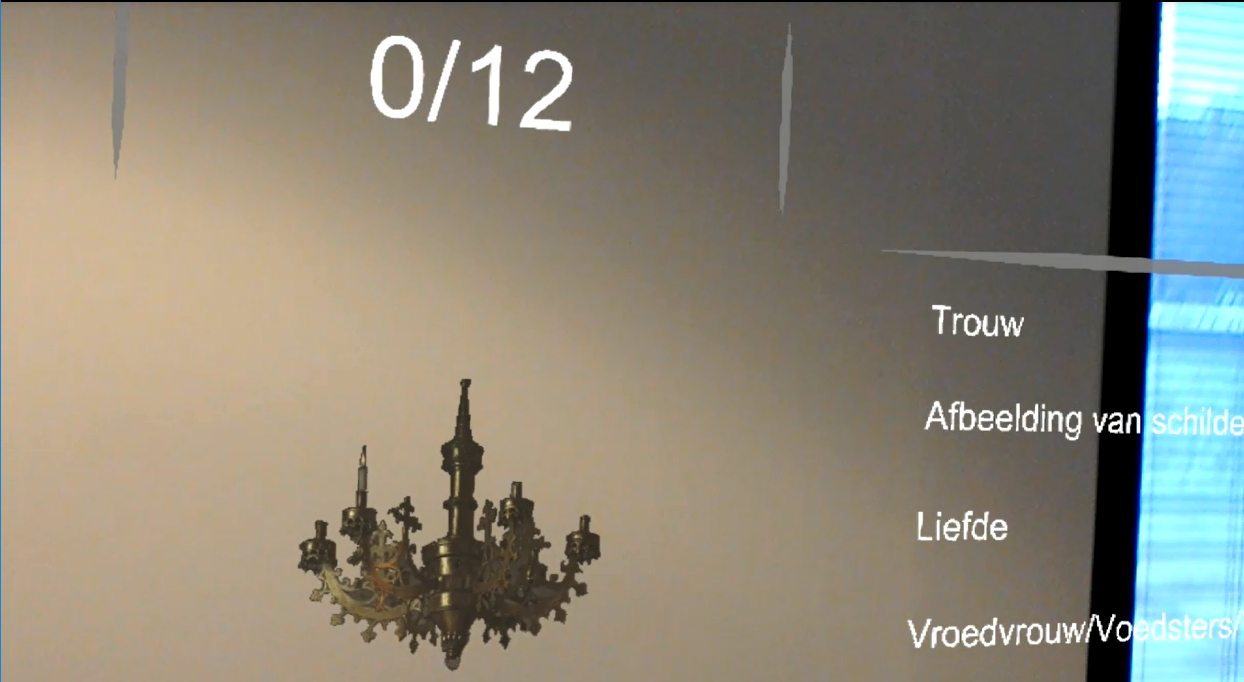 0/12
Trouw
Afbeelding van schilde
Liefde
Vroedvrouw/Voedsters/